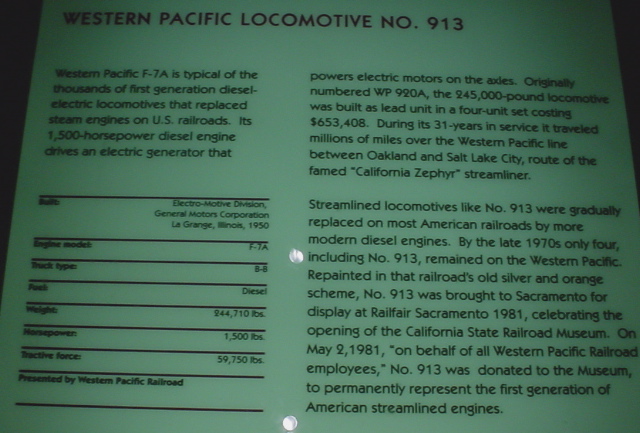 WESTERN PACIFIC LOCOMOTIVE NO. 913
Western Pacific F-7A is typical of the
thousands of first generation diesel-
electric locomotives that replaced
steam engines on U.S. railroads. Its
1,500-horsepower diesel engine
drives an electric generator that
powers electric motors on the axles. Originally
numbered WP 920A, the 245,000-pound locomotive
was built as lead unit in a four-unit set costing
$653,408. During its 31-years in service it traveled
millions of miles over the Western Pacific line
between Oakland and Salt Lake City, route of the
famed "California Zephyr" streamliner.
Streamlined locomotives like No. 913 were gradually
replaced on most American railroads by more
modern diesel engines. By the late 1970s only four,
including No. 913, remained on the Western Pacific.
Repainted in that railroad's old silver and orange
scheme, No. 913 was brought to Sacramento for
display at Railfair Sacramento 1981, celebrating the
opening of the California State Railroad Museum. On
May 2,1981, "on behalf of all Western Pacific Railroad
employees," No. 913 was donated to the Museum,
to permanently represent the first generation of
American streamlined engines.
Built: Electro-Motive Division,
General Motors Corporation
La Grange, Illinois, 1950
Engine model: F-7A
Truck type: B-B
Fuel: Diesel
Weight: 244,710 lbs.
Horsepower: 1,500 lbs.
Tractive force: 59,750 lbs.
Presented by Western Pacific Railroad